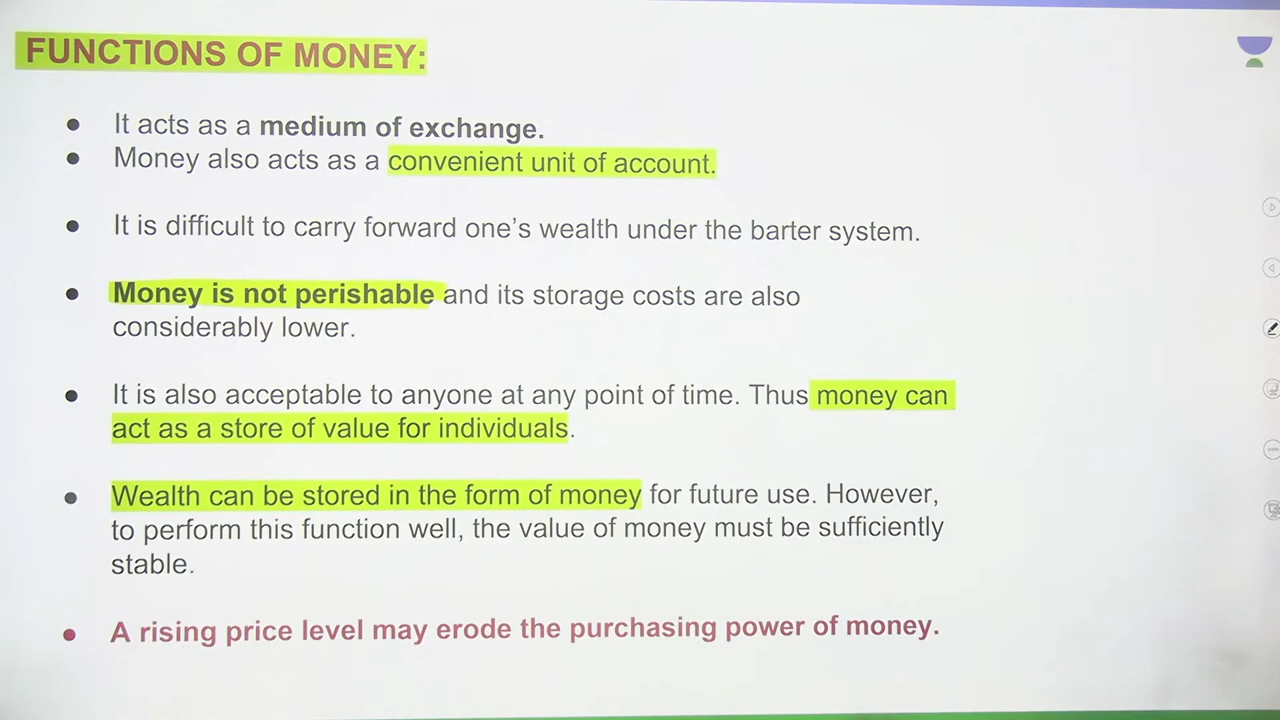 FUNCTIONS OF MONEY:
● It acts as a medium of exchange.
● Money also acts as a convenient unit of account.
● It is difficult to carry forward one’s wealth under the barter system.
● Money is not perishable and its storage costs are also
considerably lower.
● It is also acceptable to anyone at any point of time. Thus money can
act as a store of value for individuals.
● Wealth can be stored in the form of money for future use. However,
to perform this function well, the value of money must be sufficiently
stable.
● A rising price level may erode the purchasing power of money.